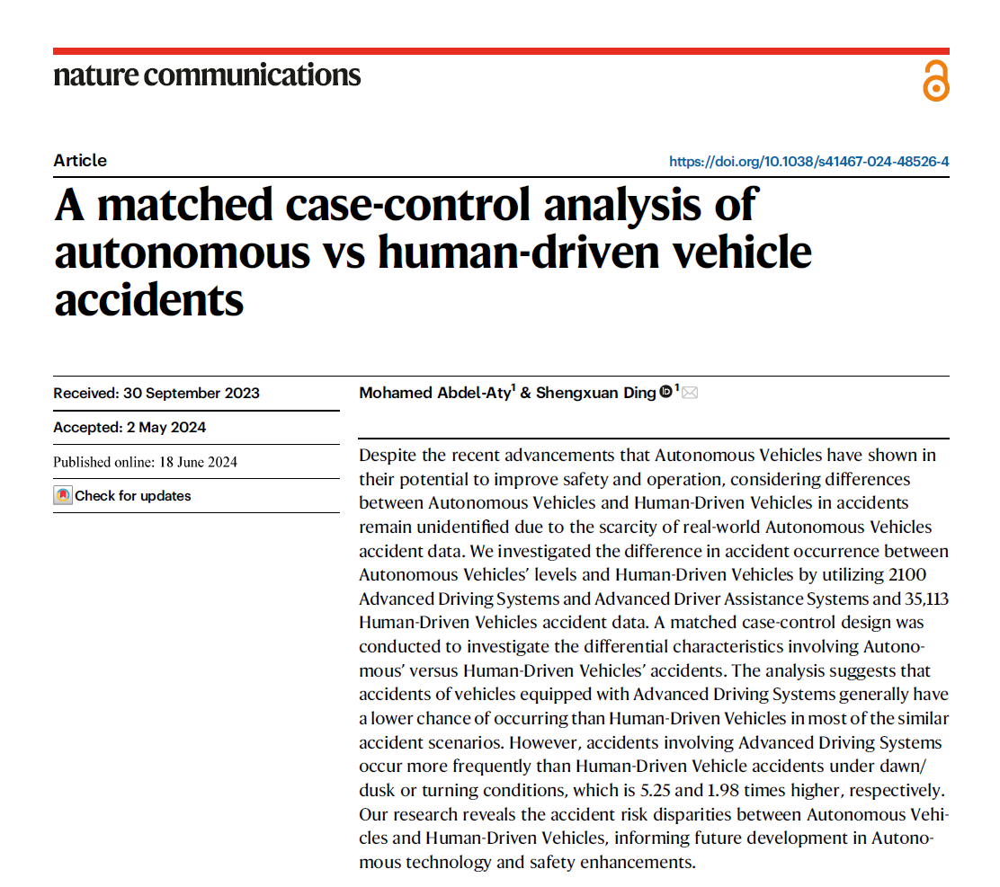 nature communications
Article
https://doi.org/10.1038/s41467-024-48526-4
A matched case-control analysis of
autonomous vs human-driven vehicle
accidents
Received: 30 September 2023
Accepted: 2 May 2024
Published online: 18 June 2024
Check for updates
Mohamed Abdel-Aty1 & Shengxuan Ding iD 1
Despite the recent advancements that Autonomous Vehicles have shown in
their potential to improve safety and operation, considering differences
between Autonomous Vehicles and Human-Driven Vehicles in accidents
remain unidentified due to the scarcity of real-world Autonomous Vehicles
accident data. We investigated the difference in accident occurrence between
Autonomous Vehicles’ levels and Human-Driven Vehicles by utilizing 2100
Advanced Driving Systems and Advanced Driver Assistance Systems and 35,113
Human-Driven Vehicles accident data. A matched case-control design was
conducted to investigate the differential characteristics involving Autono-
mous’ versus Human-Driven Vehicles’ accidents. The analysis suggests that
accidents of vehicles equipped with Advanced Driving Systems generally have
a lower chance of occurring than Human-Driven Vehicles in most of the similar
accident scenarios. However, accidents involving Advanced Driving Systems
occur more frequently than Human-Driven Vehicle accidents under dawn/
dusk or turning conditions, which is 5.25 and 1.98 times higher, respectively.
Our research reveals the accident risk disparities between Autonomous Vehi-
cles and Human-Driven Vehicles, informing future development in Autono-
mous technology and safety enhancements.